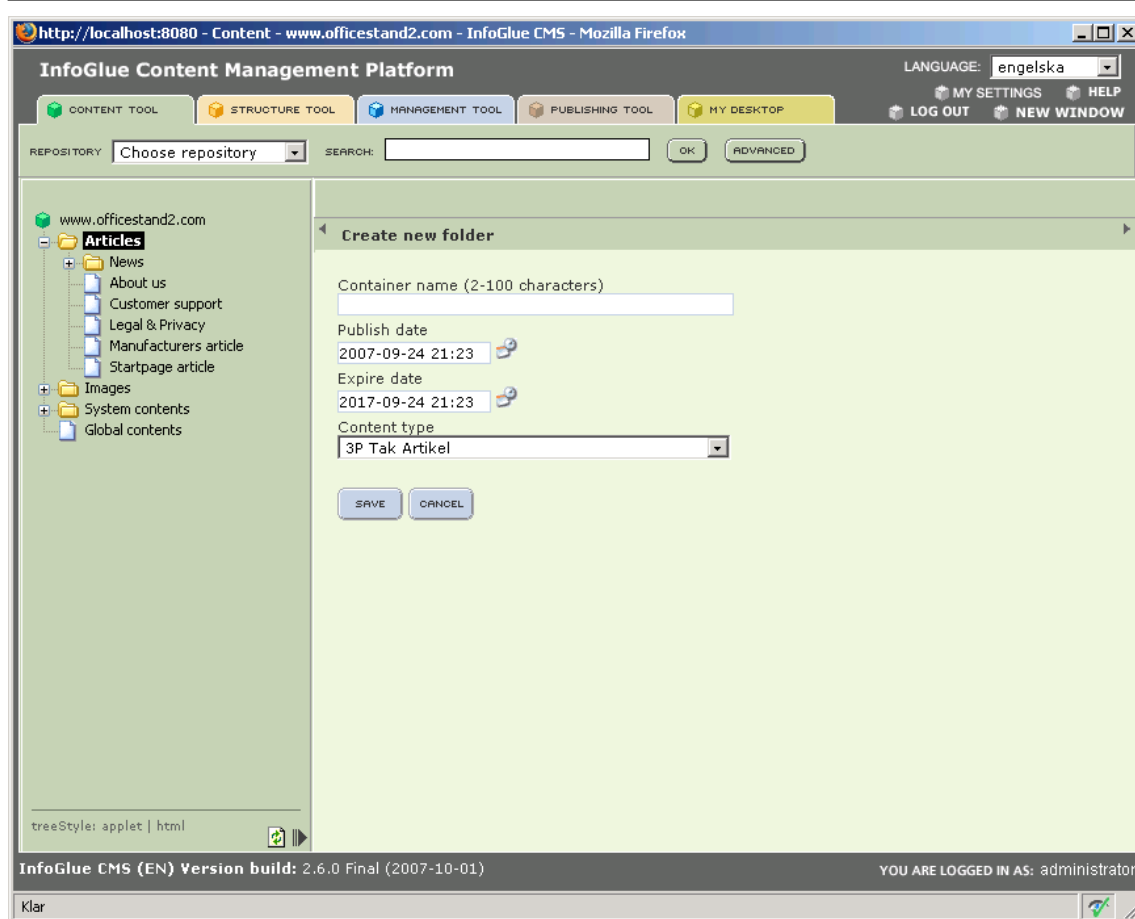 http://localhost:8080 - Content - www.officestand2.com - InfoGlue CMS - Mozilla Firefox
InfoGlue Content Management Platform
LANGUAGE: engelska
MY SETTINGS HELP
LOG OUT NEW WINDOW
CONTENT TOOL STRUCTURE TOOL MANAGEMENT TOOL PUBLISHING TOOL MY DESKTOP
REPOSITORY Choose repository SEARCH: OK ADVANCED
www.officestand2.com
Articles
News
About us
Customer support
Legal & Privacy
Manufacturers article
Startpage article
Images
System contents
Global contents
treeStyle: applet | html
Create new folder
Container name (2-100 characters)
Publish date
2007-09-24 21:23
Expire date
2017-09-24 21:23
Content type
3P Tak Artikel
SAVE CANCEL
InfoGlue CMS (EN) Version build: 2.6.0 Final (2007-10-01)
YOU ARE LOGGED IN AS: administrator
Klar